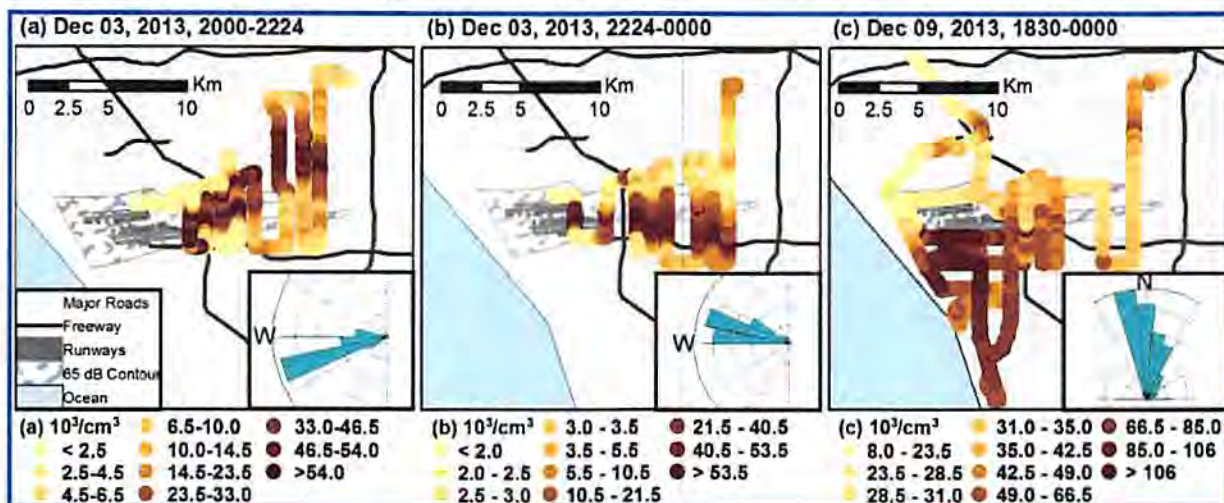 (a) Dec 03, 2013, 2000-2224
Km
0 2.5 5 10
Major Roads
Freeway
Runways
65 dB Contour
Ocean
W
(a) 10³/cm³
< 2.5
2.5-4.5
4.5-6.5
6.5-10.0
10.0-14.5
14.5-23.5
23.5-33.0
33.0-46.5
46.5-54.0
>54.0
(b) Dec 03, 2013, 2224-0000
Km
0 2.5 5 10
W
(b) 10³/cm³
< 2.0
2.0 - 2.5
2.5 - 3.0
3.0 - 3.5
3.5 - 5.5
5.5 - 10.5
10.5 - 21.5
21.5 - 40.5
40.5 - 53.5
> 53.5
(c) Dec 09, 2013, 1830-0000
Km
0 2.5 5 10
N
(c) 10³/cm³
8.0 - 23.5
23.5 - 28.5
28.5 - 31.0
31.0 - 35.0
35.0 - 42.5
42.5 - 49.0
49.0 - 66.5
66.5 - 85.0
85.0 - 106
> 106